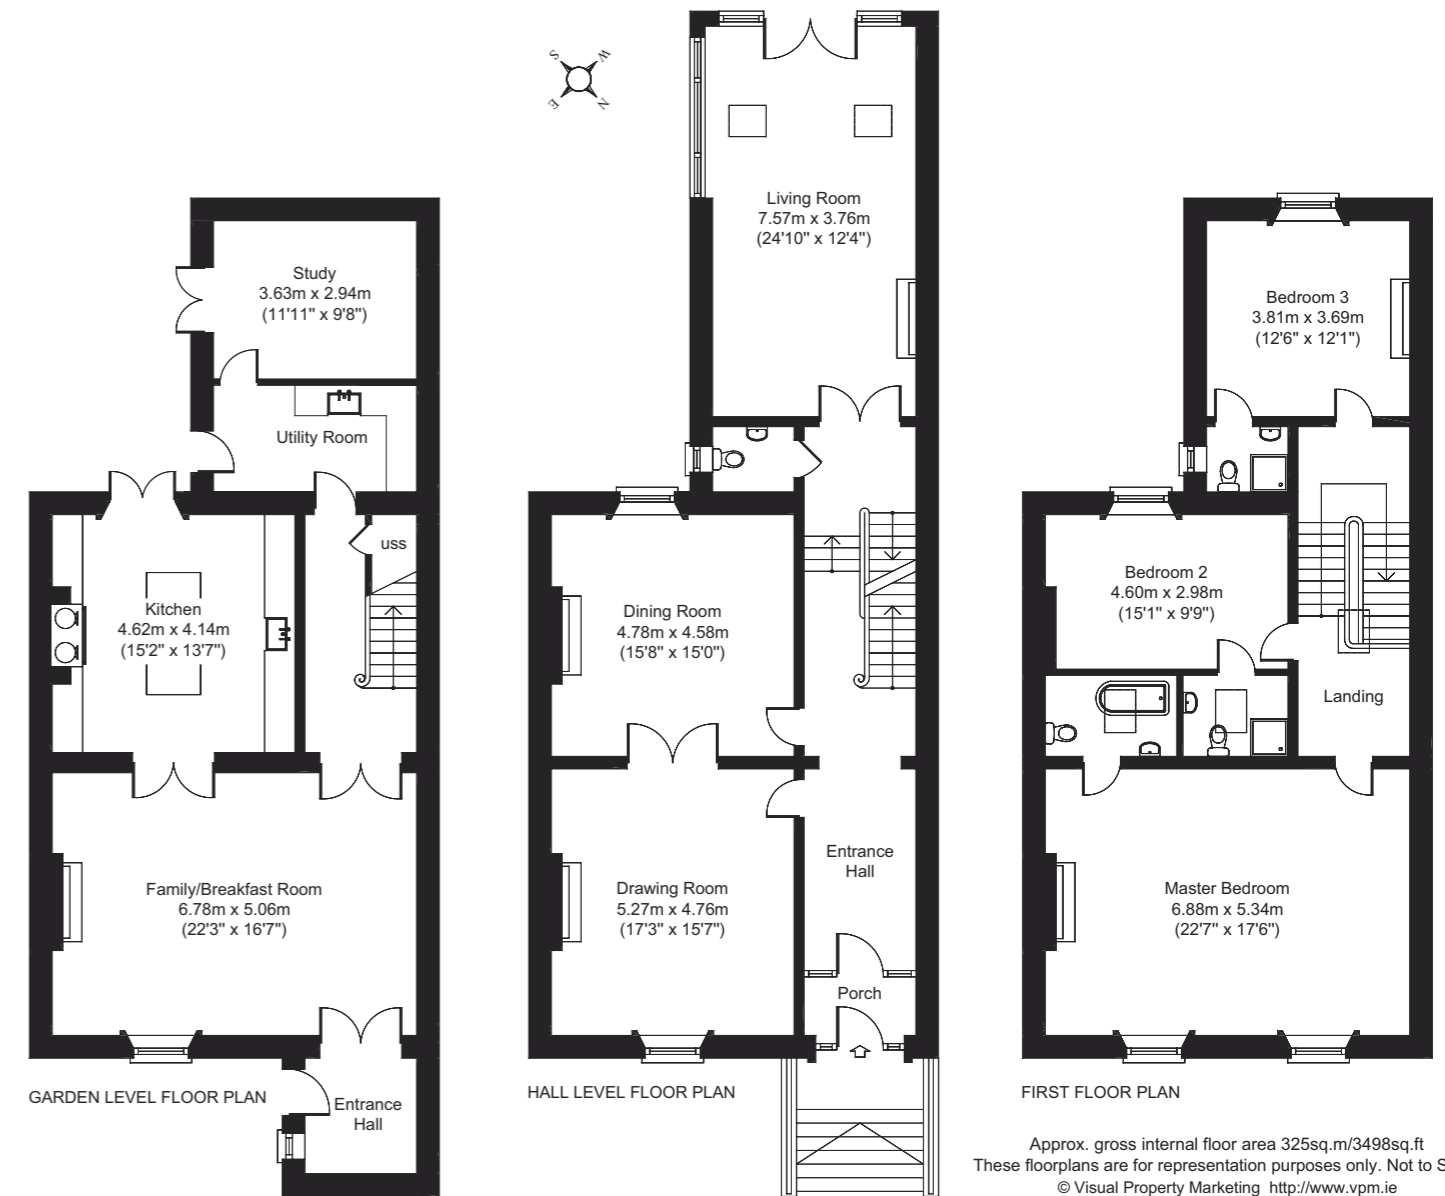 S
W
E
N
Study
3.63m x 2.94m
(11'11" x 9'8")
Utility Room
uss
Kitchen
4.62m x 4.14m
(15'2" x 13'7")
Family/Breakfast Room
6.78m x 5.06m
(22'3" x 16'7")
Entrance
Hall
GARDEN LEVEL FLOOR PLAN
Living Room
7.57m x 3.76m
(24'10" x 12'4")
Dining Room
4.78m x 4.58m
(15'8" x 15'0")
Drawing Room
5.27m x 4.76m
(17'3" x 15'7")
Entrance
Hall
Porch
HALL LEVEL FLOOR PLAN
Bedroom 3
3.81m x 3.69m
(12'6" x 12'1")
Bedroom 2
4.60m x 2.98m
(15'1" x 9'9")
Landing
Master Bedroom
6.88m x 5.34m
(22'7" x 17'6")
FIRST FLOOR PLAN
Approx. gross internal floor area 325sq.m/3498sq.ft
These floorplans are for representation purposes only. Not to S
© Visual Property Marketing http://www.vpm.ie